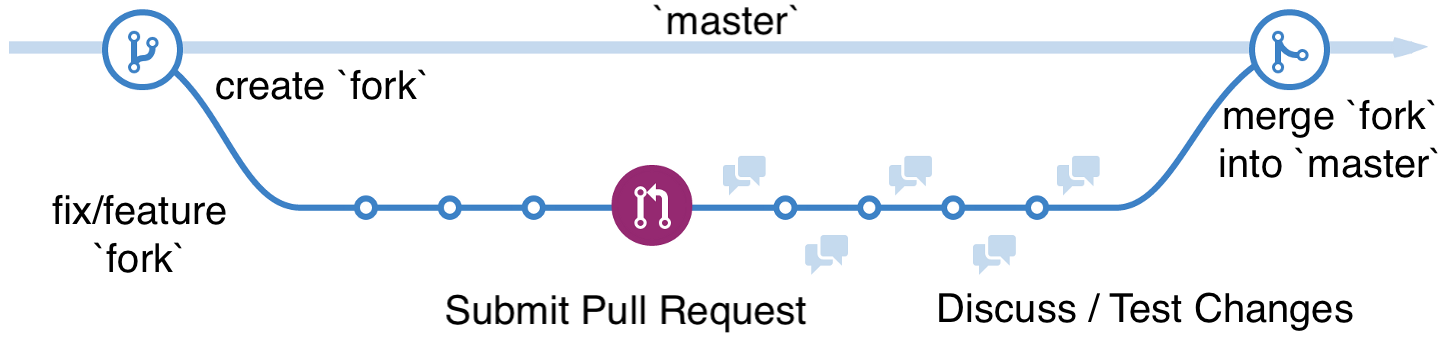 `master`
create `fork`
merge `fork`
into `master`
fix/feature
`fork`
Submit Pull Request
Discuss / Test Changes